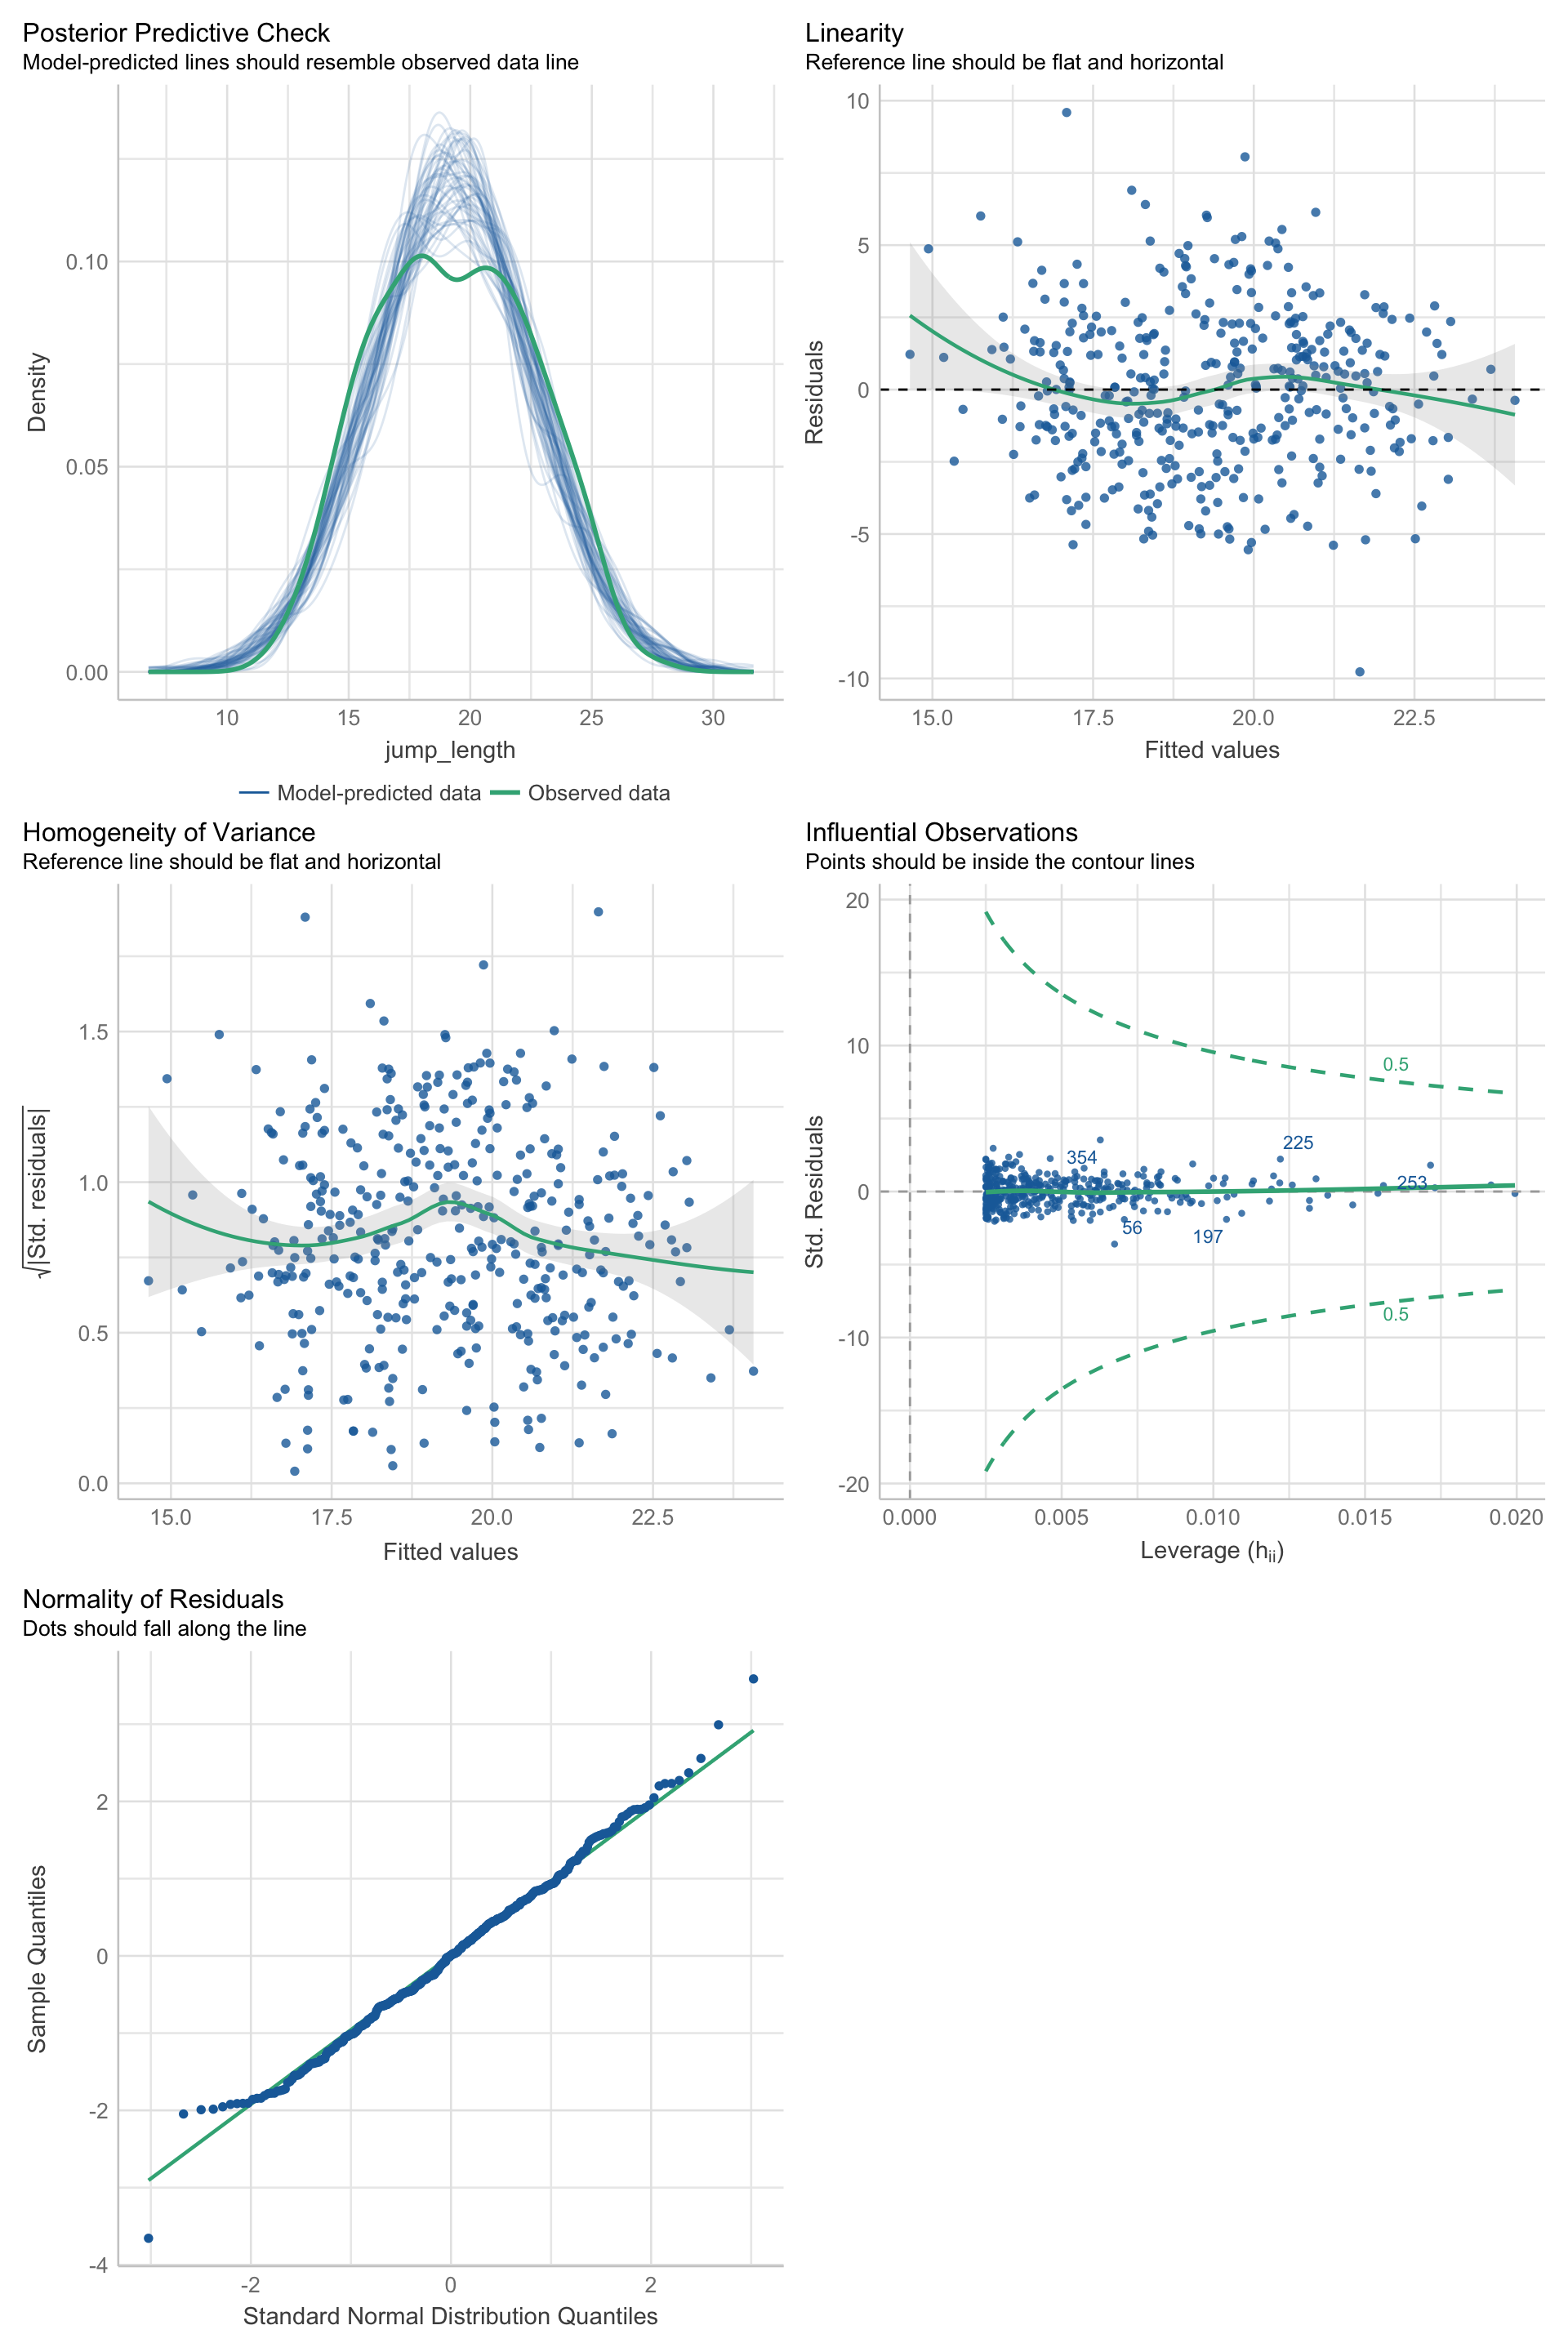 Posterior Predictive Check
Model-predicted lines should resemble observed data line
Density
0.10
0.05
0.00
10 15 20 25 30
jump_length
Model-predicted data Observed data
Linearity
Reference line should be flat and horizontal
Residuals
10
5
0
-5
-10
15.0 17.5 20.0 22.5
Fitted values
Homogeneity of Variance
Reference line should be flat and horizontal
√|Std. residuals|
1.5
1.0
0.5
0.0
15.0 17.5 20.0 22.5
Fitted values
Influential Observations
Points should be inside the contour lines
Std. Residuals
20
10
0
-10
-20
0.5
225
354
253
56
197
0.5
0.000 0.005 0.010 0.015 0.020
Leverage (hᵢᵢ)
Normality of Residuals
Dots should fall along the line
Sample Quantiles
2
0
-2
-4
-2 0 2
Standard Normal Distribution Quantiles